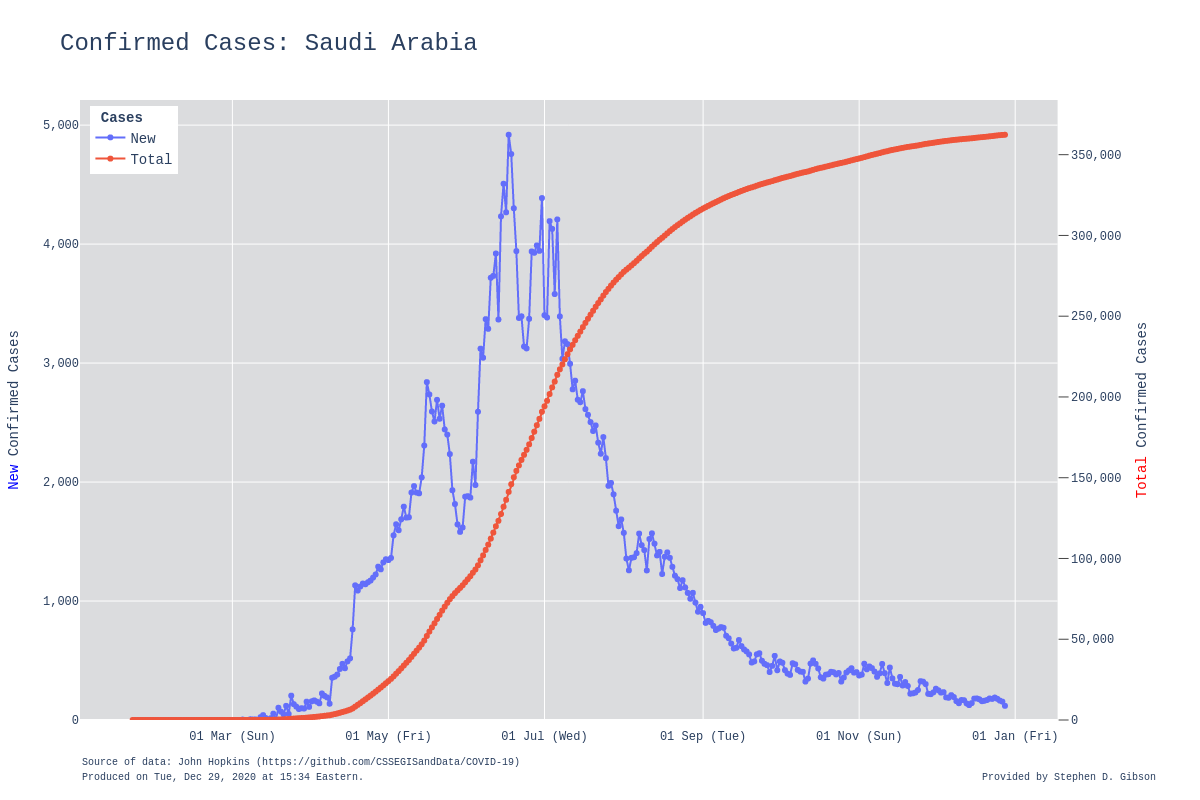 Confirmed Cases: Saudi Arabia
Cases
New
Total
5,000
4,000
3,000
2,000
1,000
0
New Confirmed Cases
350,000
300,000
250,000
200,000
150,000
100,000
50,000
0
Total Confirmed Cases
01 Mar (Sun) 01 May (Fri) 01 Jul (Wed) 01 Sep (Tue) 01 Nov (Sun) 01 Jan (Fri)
Source of data: John Hopkins (https://github.com/CSSEGISandData/COVID-19)
Produced on Tue, Dec 29, 2020 at 15:34 Eastern.
Provided by Stephen D. Gibson